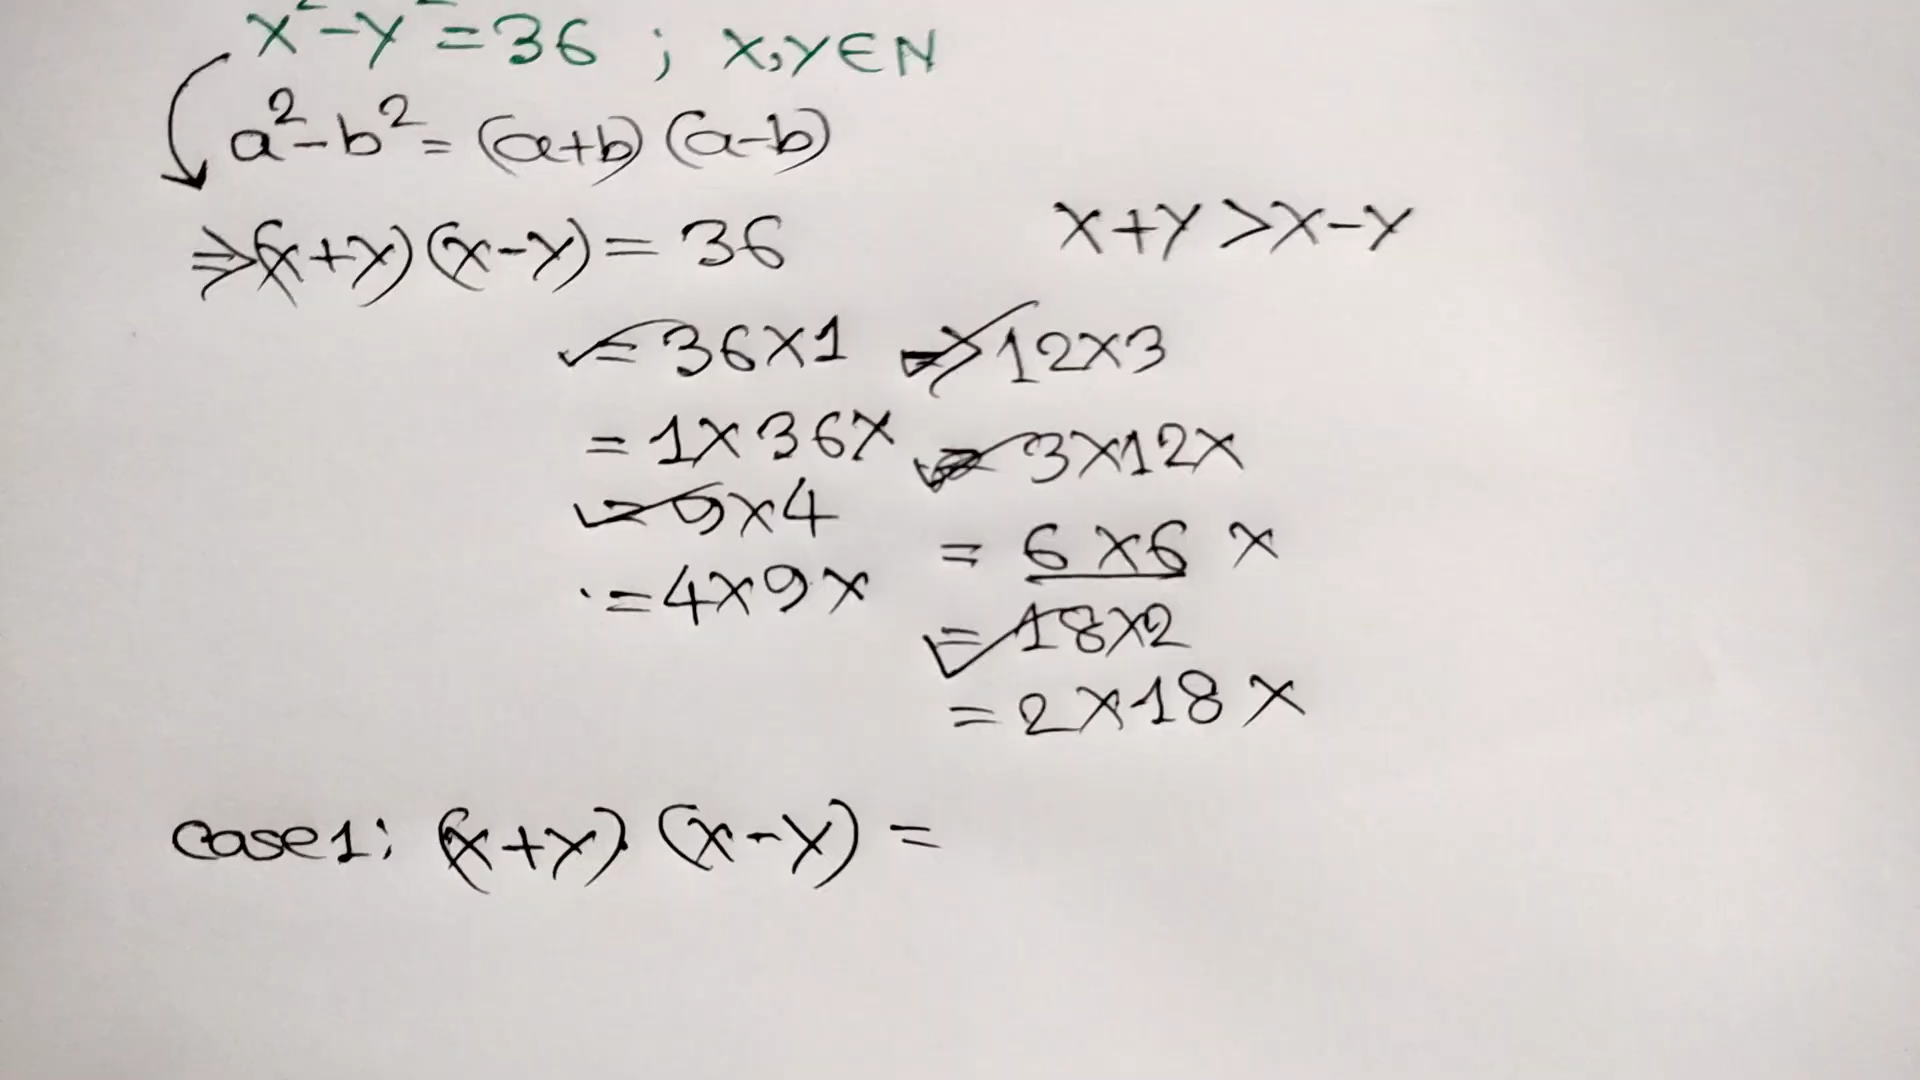 x²-y²=36 ; x,y∈N
a²-b²=(a+b)(a-b)
⇒(x+y)(x-y)=36
x+y>x-y
✓=36×1
=1×36×
✓=9×4
·=4×9×
✓⇒12×3
✓=3×12×
=6×6 ×
✓=18×2
=2×18 ×
case1: (x+y).(x-y)=